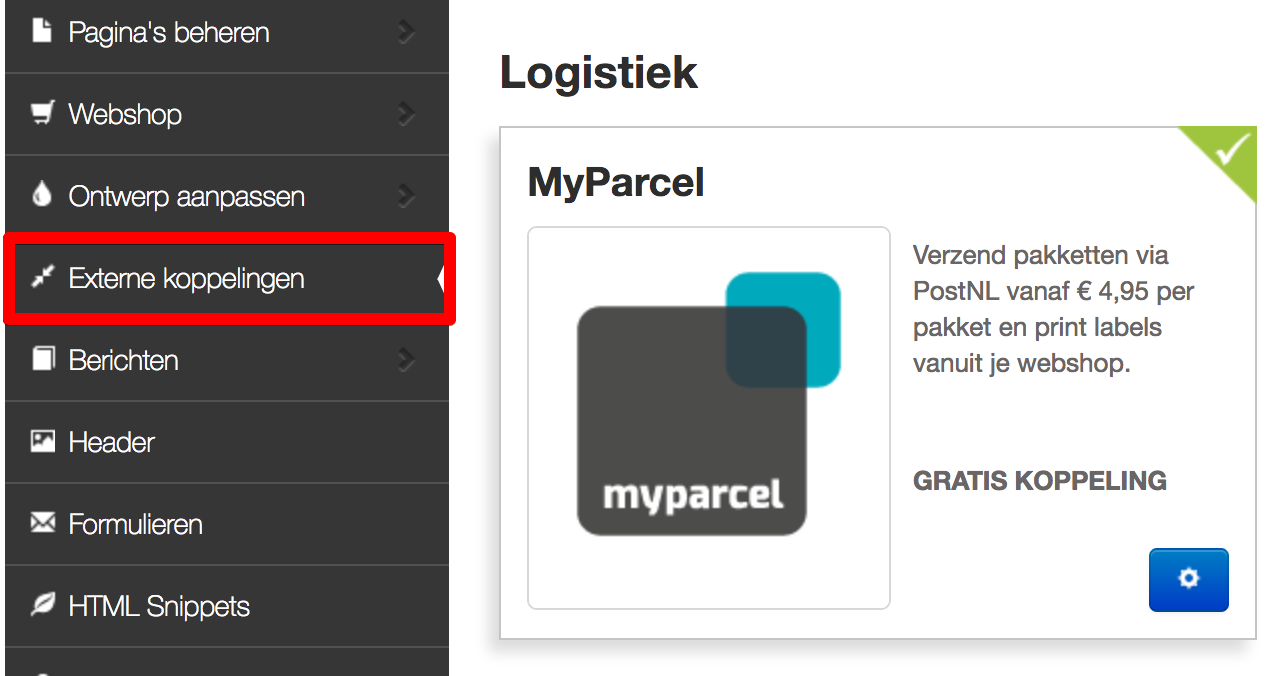 Pagina's beheren
Webshop
Ontwerp aanpassen
Externe koppelingen
Berichten
Header
Formulieren
HTML Snippets
Logistiek
MyParcel
myparcel
Verzend pakketten via
PostNL vanaf € 4,95 per
pakket en print labels
vanuit je webshop.
GRATIS KOPPELING